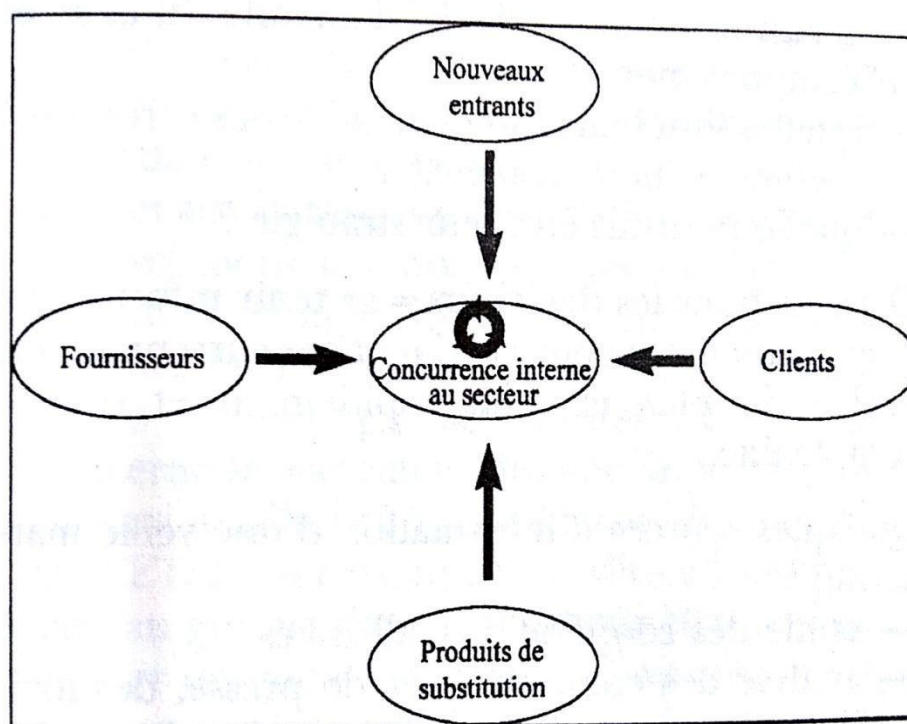 Nouveaux
entrants
Fournisseurs
Concurrence interne
au secteur
Clients
Produits de
substitution